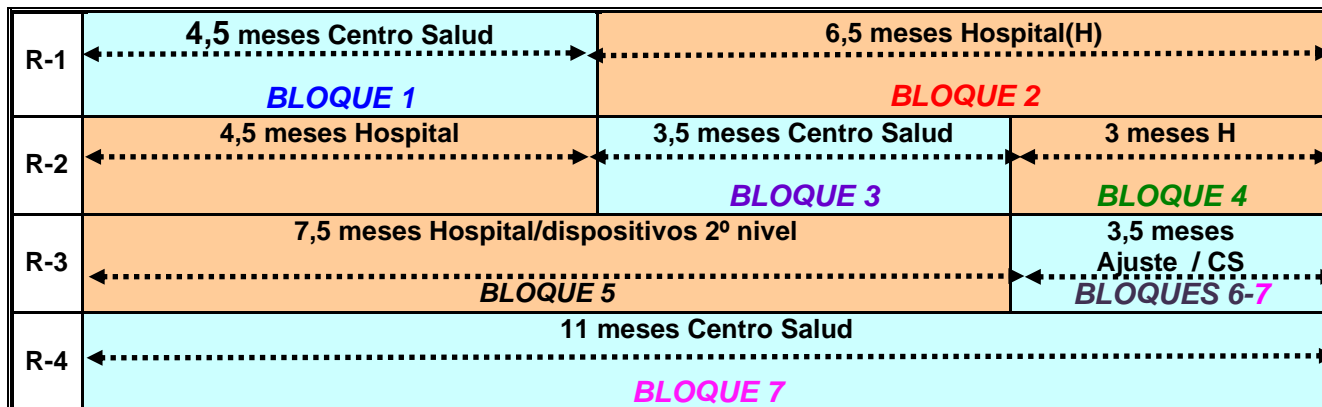 R-1
4,5 meses Centro Salud
BLOQUE 1
6,5 meses Hospital(H)
BLOQUE 2
R-2
4,5 meses Hospital
3,5 meses Centro Salud
BLOQUE 3
3 meses H
BLOQUE 4
R-3
7,5 meses Hospital/dispositivos 2º nivel
BLOQUE 5
3,5 meses
Ajuste / CS
BLOQUES 6-7
R-4
11 meses Centro Salud
BLOQUE 7